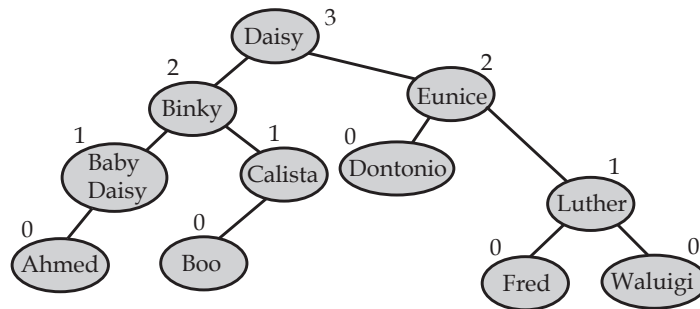 Daisy 3
2 Binky
Eunice 2
1 Baby
Daisy
1 Calista
0 Dontonio
1 Luther
0 Ahmed
0 Boo
0 Fred
0 Waluigi